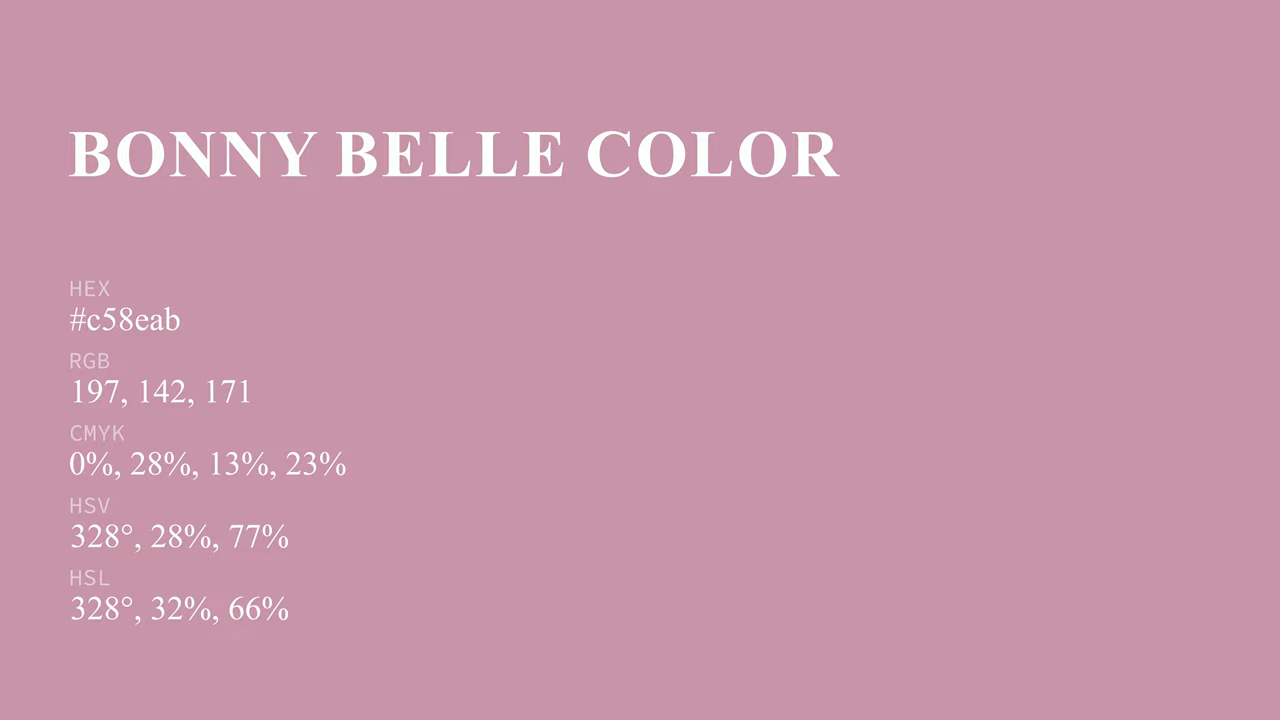 BONNY BELLE COLOR
HEX
#c58eab
RGB
197, 142, 171
CMYK
0%, 28%, 13%, 23%
HSV
328°, 28%, 77%
HSL
328°, 32%, 66%